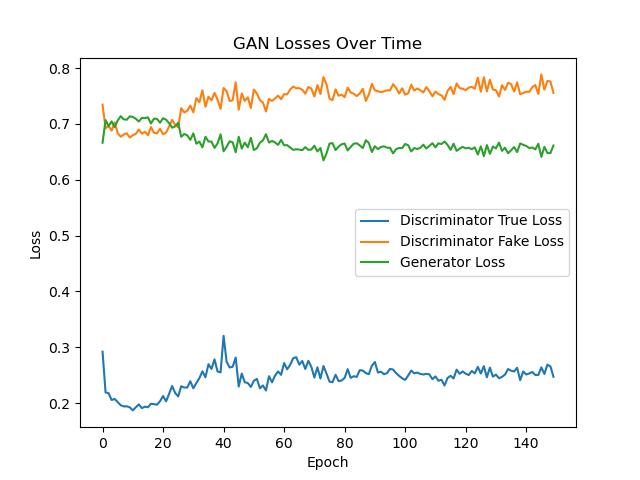 GAN Losses Over Time
0.8
0.7
0.6
0.5
0.4
0.3
0.2
Loss
Discriminator True Loss
Discriminator Fake Loss
Generator Loss
0 20 40 60 80 100 120 140
Epoch